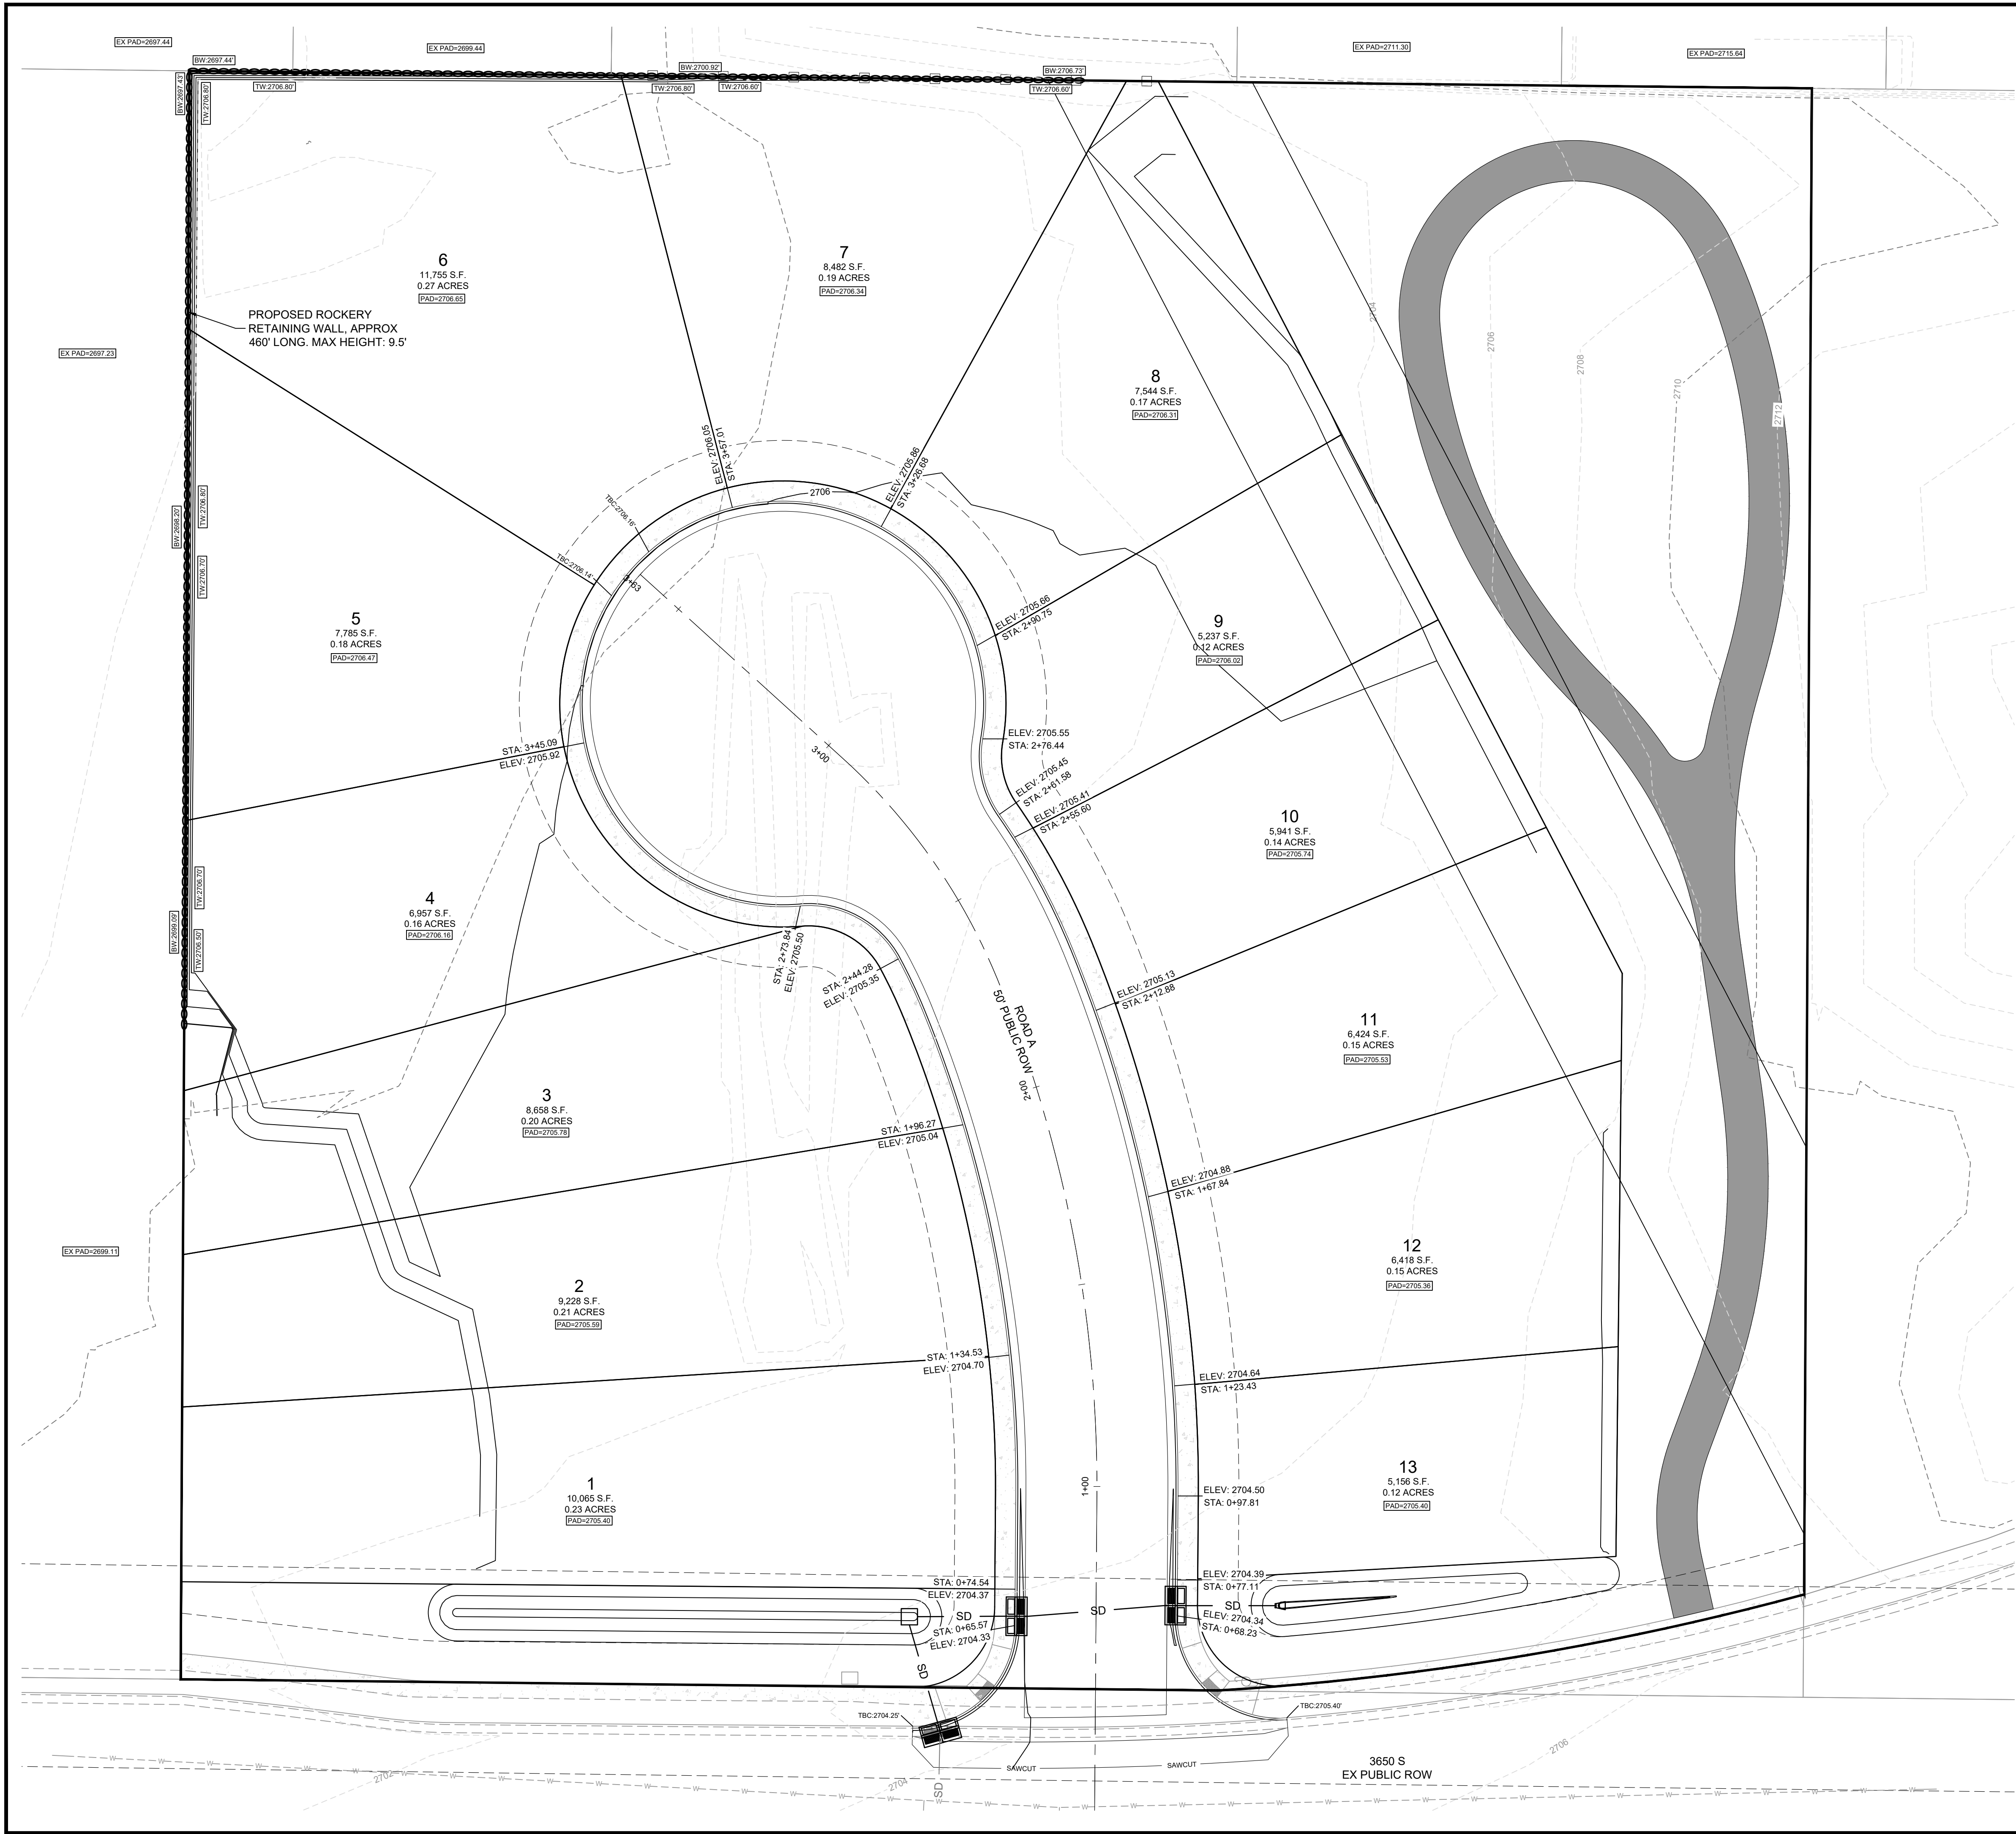 EX PAD=2697.44
EX PAD=2699.44
EX PAD=2711.30
EX PAD=2715.64
BW:2697.44'
BW:2700.92'
BW:2706.73'
TW:2706.80'
TW:2706.80'
TW:2706.60'
TW:2706.60'
BW:2697.43'
TW:2706.80'
6
11,755 S.F.
0.27 ACRES
PAD=2706.65
7
8,482 S.F.
0.19 ACRES
PAD=2706.34
PROPOSED ROCKERY
RETAINING WALL, APPROX
460' LONG. MAX HEIGHT: 9.5'
EX PAD=2697.23
2704
2706
2708
2710
2712
8
7,544 S.F.
0.17 ACRES
PAD=2706.31
ELEV: 2706.05
STA: 3+57.01
ELEV: 2705.86
STA: 3+26.68
2706
TBC:2706.16'
TBC:2706.14'
3+63
BW:2698.20'
TW:2706.80'
TW:2706.70'
5
7,785 S.F.
0.18 ACRES
PAD=2706.47
ELEV: 2705.66
STA: 2+90.75
9
5,237 S.F.
0.12 ACRES
PAD=2706.02
STA: 3+45.09
ELEV: 2705.92
3+00
ELEV: 2705.55
STA: 2+76.44
ELEV: 2705.45
STA: 2+61.58
ELEV: 2705.41
STA: 2+55.60
10
5,941 S.F.
0.14 ACRES
PAD=2705.74
4
6,957 S.F.
0.16 ACRES
PAD=2706.16
TW:2706.70'
BW:2699.09'
TW:2706.50'
STA: 2+73.84
ELEV: 2705.50
STA: 2+44.28
ELEV: 2705.35
ROAD A
50' PUBLIC ROW
2+00
ELEV: 2705.13
STA: 2+12.88
11
6,424 S.F.
0.15 ACRES
PAD=2705.53
3
8,658 S.F.
0.20 ACRES
PAD=2705.78
STA: 1+96.27
ELEV: 2705.04
ELEV: 2704.88
STA: 1+67.84
EX PAD=2699.11
12
6,418 S.F.
0.15 ACRES
PAD=2705.36
2
9,228 S.F.
0.21 ACRES
PAD=2705.59
STA: 1+34.53
ELEV: 2704.70
ELEV: 2704.64
STA: 1+23.43
1
10,065 S.F.
0.23 ACRES
PAD=2705.40
1+00
ELEV: 2704.50
STA: 0+97.81
13
5,156 S.F.
0.12 ACRES
PAD=2705.40
STA: 0+74.54
ELEV: 2704.37
ELEV: 2704.39
STA: 0+77.11
SD
SD
SD
STA: 0+65.57
ELEV: 2704.33
ELEV: 2704.34
STA: 0+68.23
SD
TBC:2704.25'
TBC:2705.40'
SAWCUT
SAWCUT
3650 S
EX PUBLIC ROW
2702
2704
2706
SD
W W W W W W W W W W W W W W W W W W W W W W W W W W W W W W W W W W W W W W